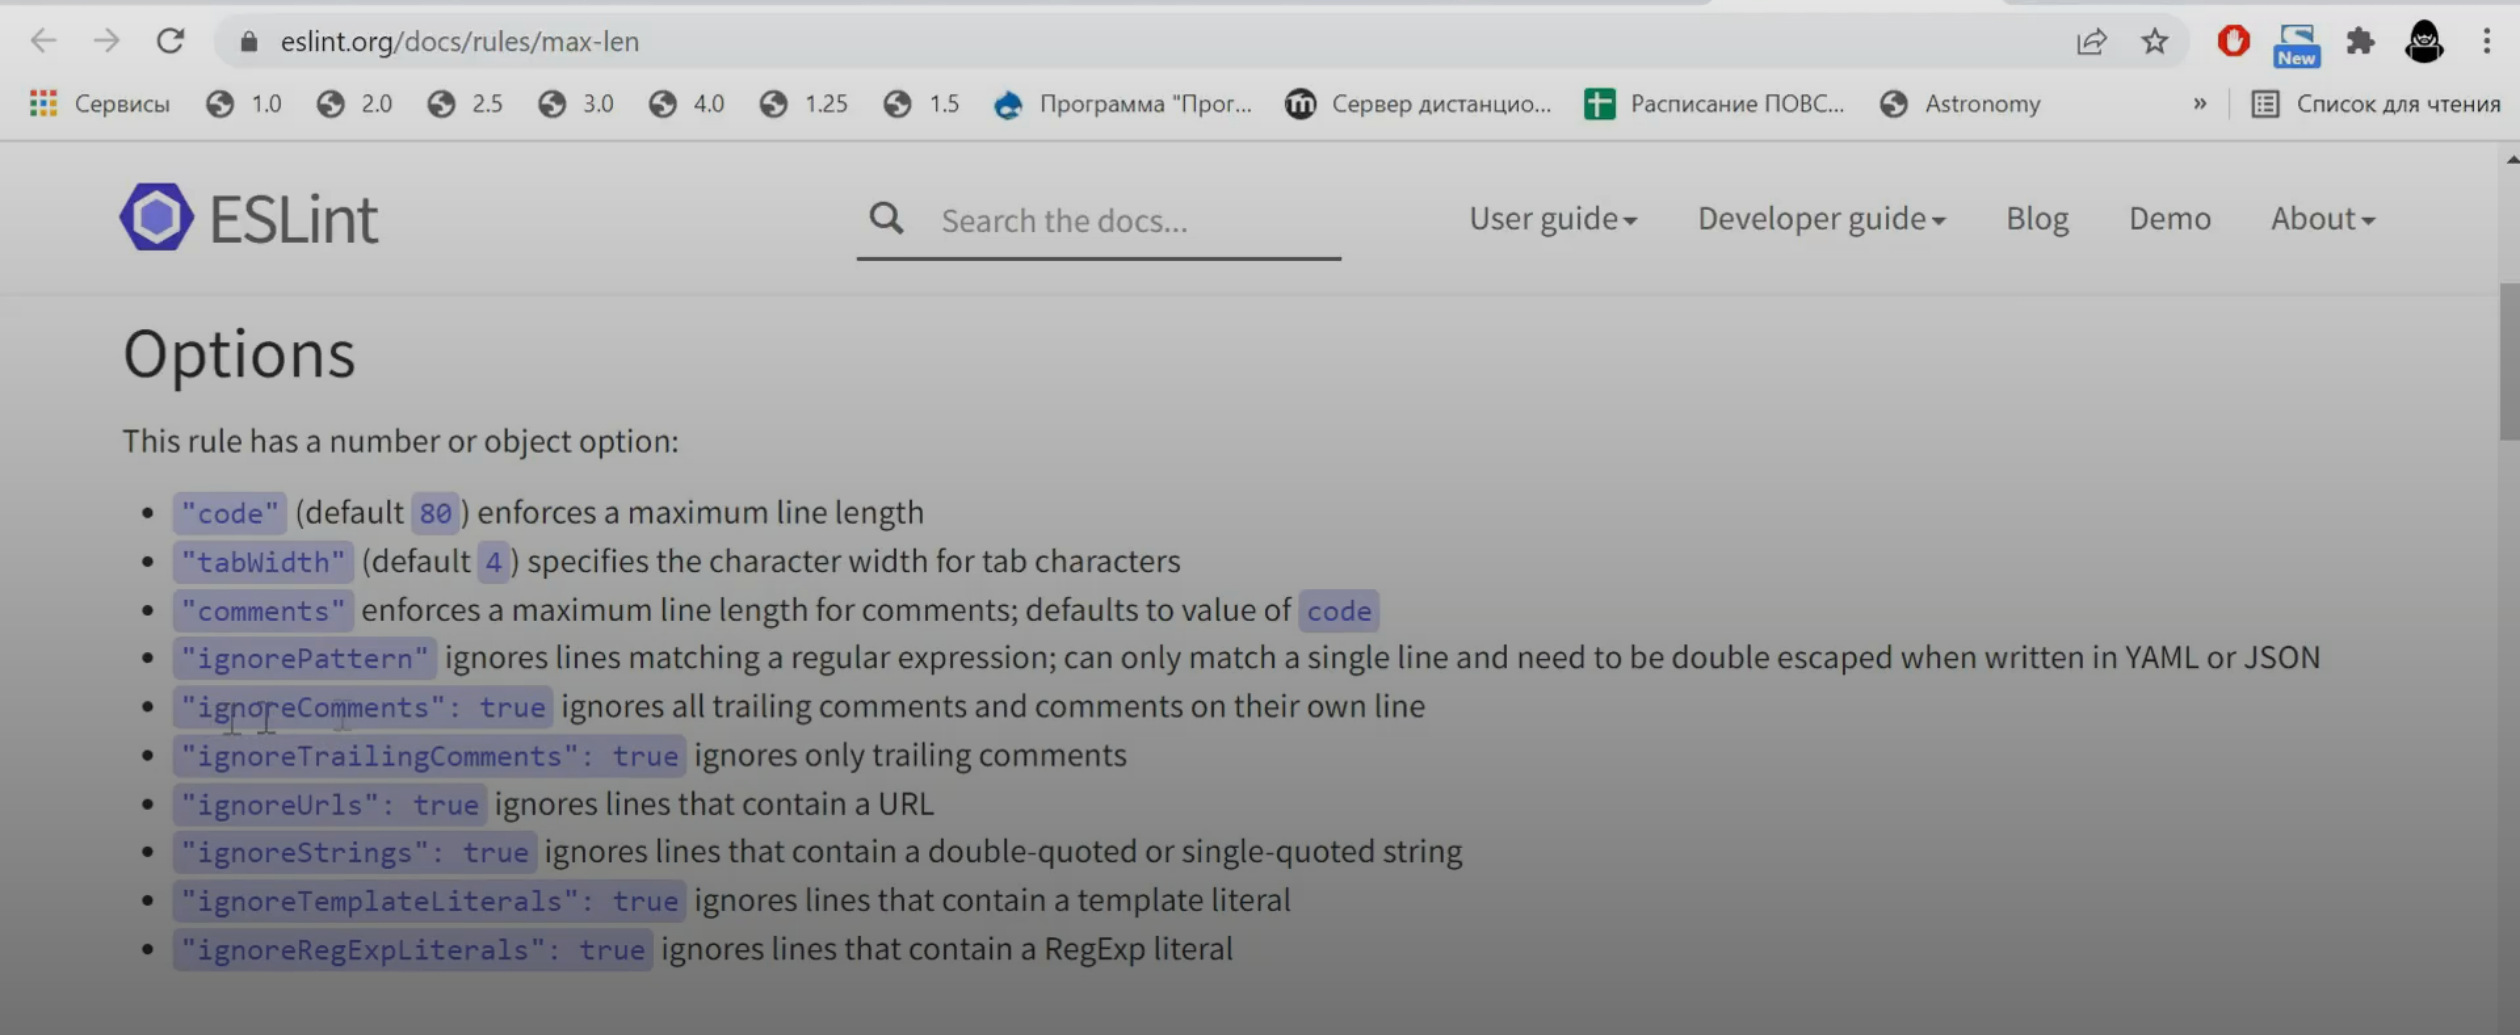 eslint.org/docs/rules/max-len
New
Сервисы 1.0 2.0 2.5 3.0 4.0 1.25 1.5 Программа "Прог... Сервер дистанцио... Расписание ПОВС... Astronomy » Список для чтения
ESLint Search the docs... User guide Developer guide Blog Demo About
Options
This rule has a number or object option:
"code" (default 80) enforces a maximum line length
"tabWidth" (default 4) specifies the character width for tab characters
"comments" enforces a maximum line length for comments; defaults to value of code
"ignorePattern" ignores lines matching a regular expression; can only match a single line and need to be double escaped when written in YAML or JSON
"ignoreComments": true ignores all trailing comments and comments on their own line
"ignoreTrailingComments": true ignores only trailing comments
"ignoreUrls": true ignores lines that contain a URL
"ignoreStrings": true ignores lines that contain a double-quoted or single-quoted string
"ignoreTemplateLiterals": true ignores lines that contain a template literal
"ignoreRegExpLiterals": true ignores lines that contain a RegExp literal